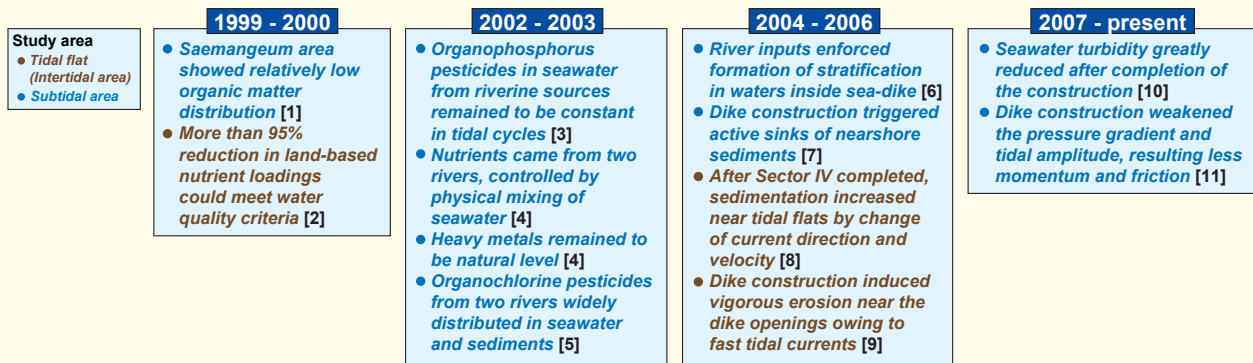 Study area
Tidal flat
(Intertidal area)
Subtidal area
1999 - 2000
Saemangeum area
showed relatively low
organic matter
distribution [1]
More than 95%
reduction in land-based
nutrient loadings
could meet water
quality criteria [2]
2002 - 2003
Organophosphorus
pesticides in seawater
from riverine sources
remained to be constant
in tidal cycles [3]
Nutrients came from two
rivers, controlled by
physical mixing of
seawater [4]
Heavy metals remained to
be natural level [4]
Organochlorine pesticides
from two rivers widely
distributed in seawater
and sediments [5]
2004 - 2006
River inputs enforced
formation of stratification
in waters inside sea-dike [6]
Dike construction triggered
active sinks of nearshore
sediments [7]
After Sector IV completed,
sedimentation increased
near tidal flats by change
of current direction and
velocity [8]
Dike construction induced
vigorous erosion near the
dike openings owing to
fast tidal currents [9]
2007 - present
Seawater turbidity greatly
reduced after completion of
the construction [10]
Dike construction weakened
the pressure gradient and
tidal amplitude, resulting less
momentum and friction [11]